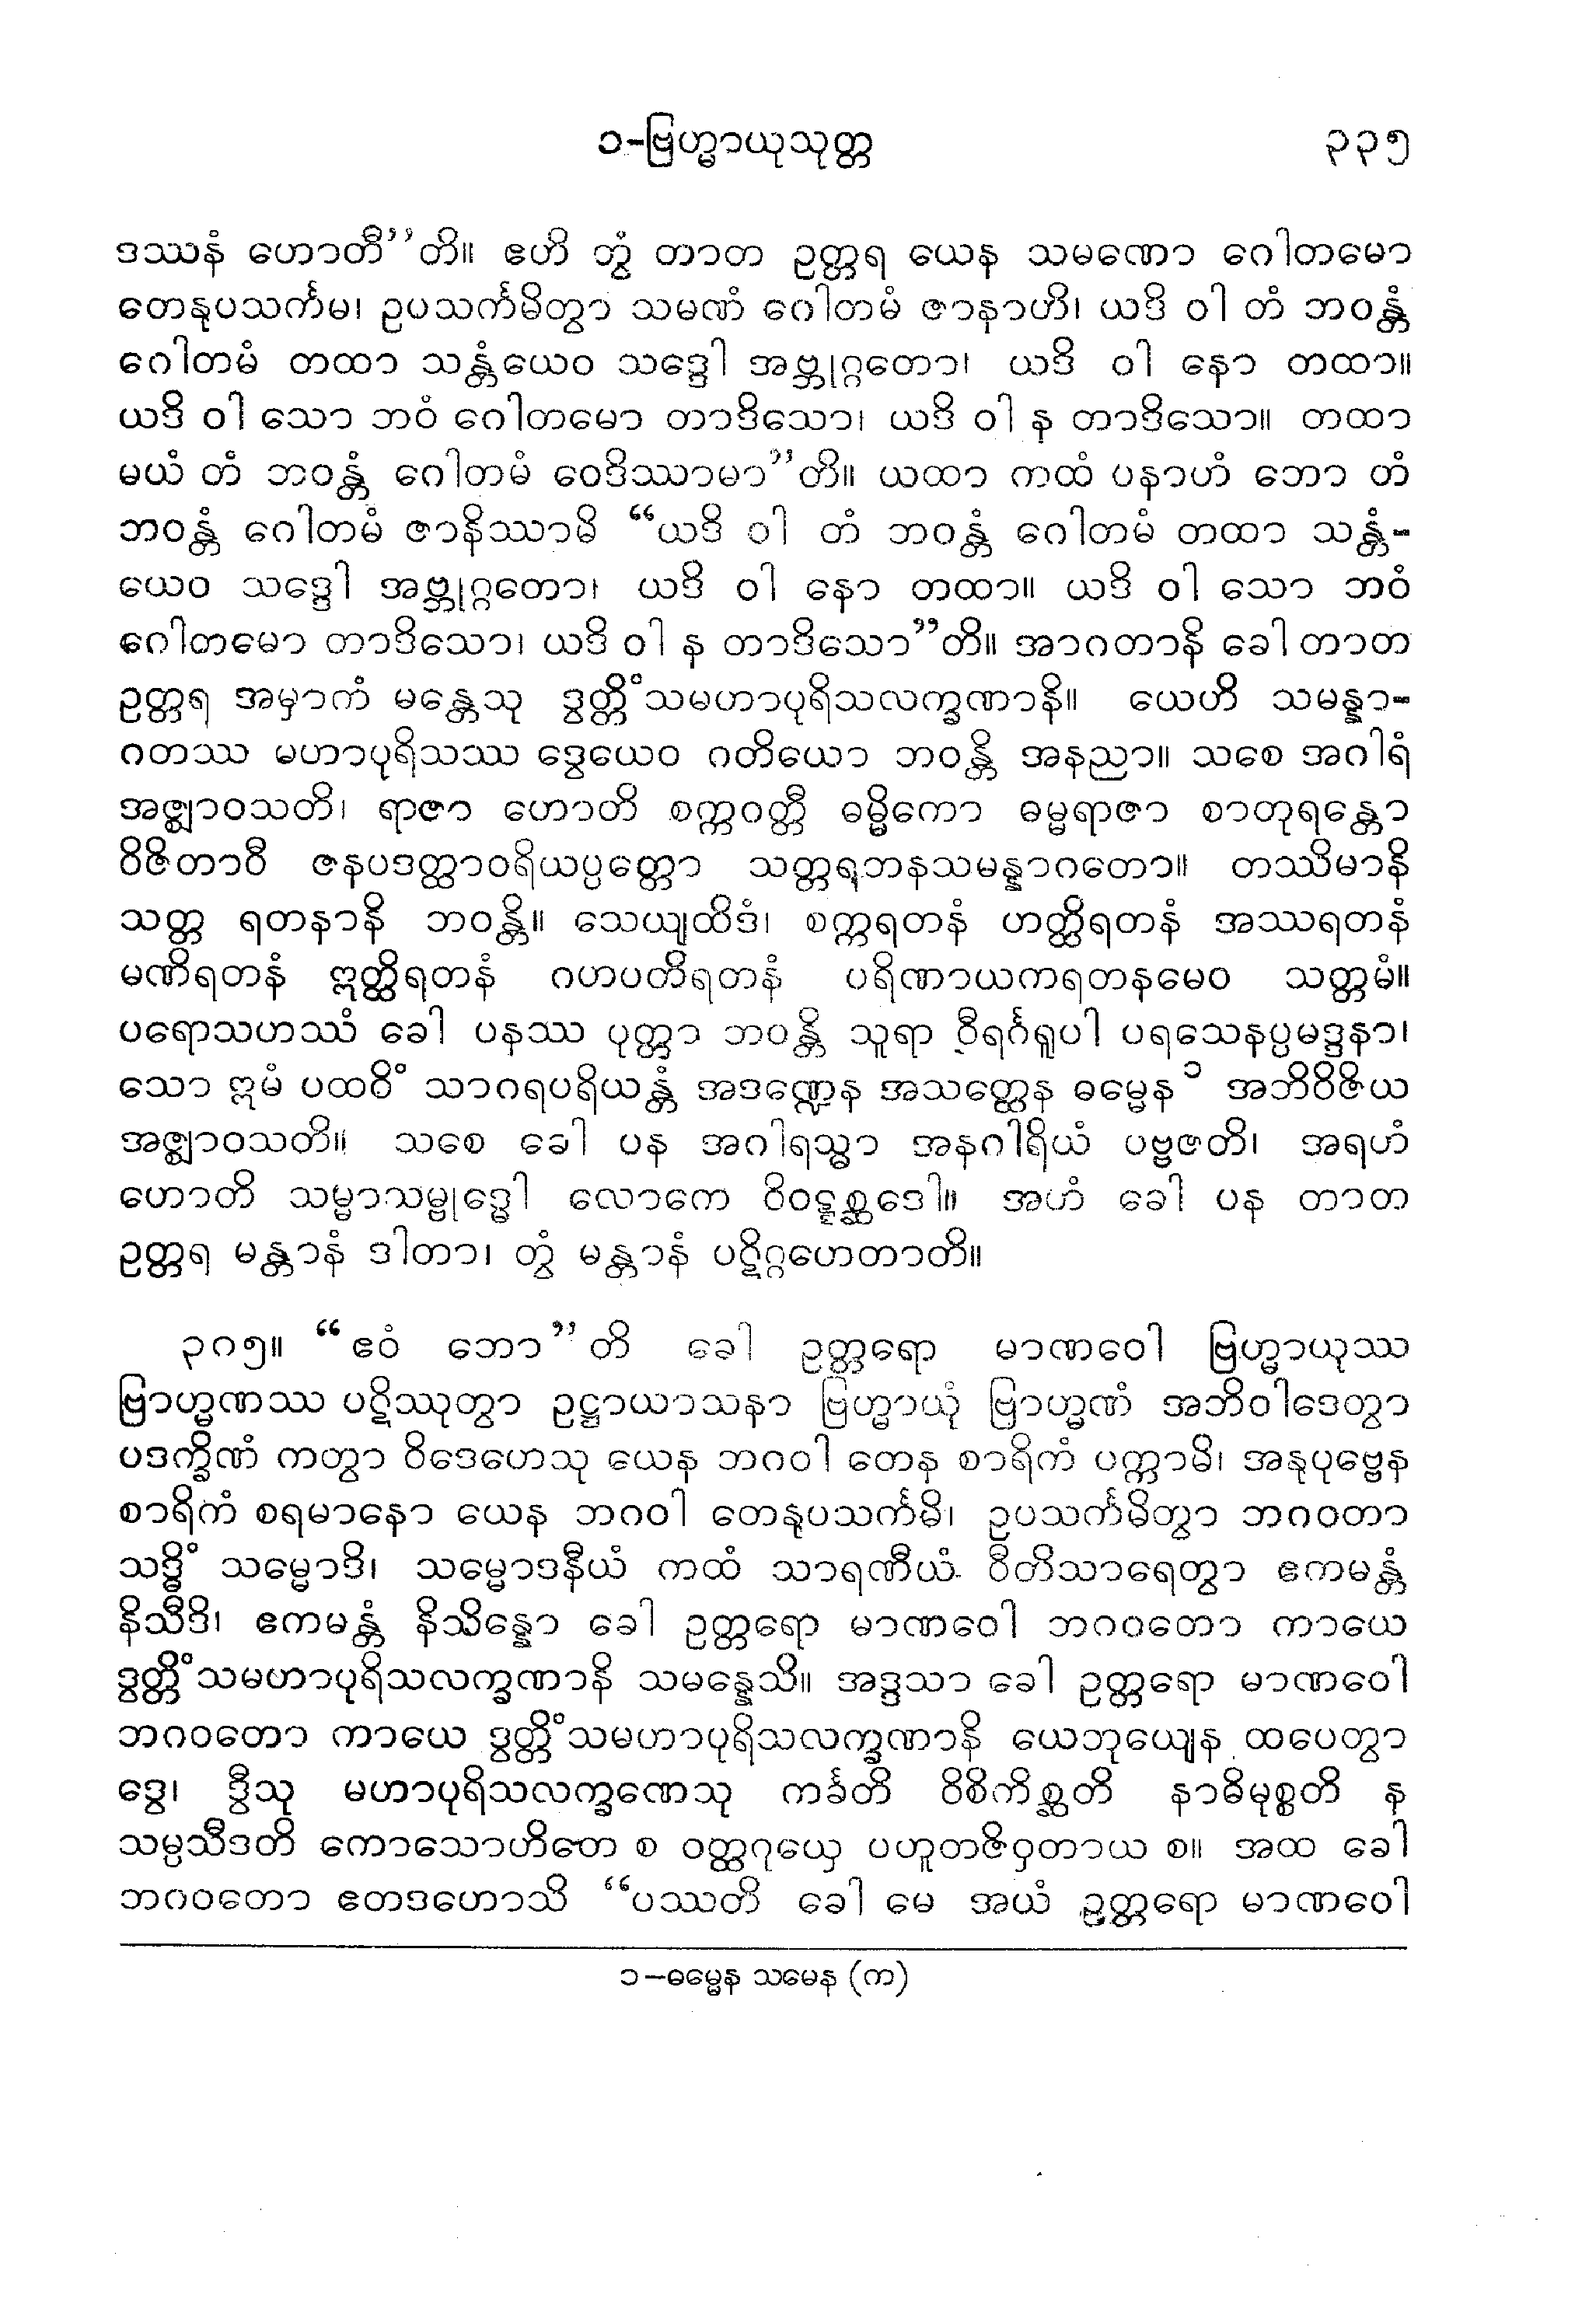 ၁-ဗြဟ္မာယုသုတ္တ ၃၃၅
ဒဿနံ ဟောတီ”တိ။ ဧဟိ တွံ တာတ ဥတ္တရ ယေန သမဏော ဂေါတမော
တေနုပသင်္ကမ၊ ဥပသင်္ကမိတွာ သမဏံ ဂေါတမံ ဇာနာဟိ၊ ယဒိ ဝါ တံ ဘဝန္တံ
ဂေါတမံ တထာ သန္တံယေဝ သဒ္ဒေါ အဗ္ဘုဂ္ဂတော၊ ယဒိ ဝါ နော တထာ။
ယဒိ ဝါ သော ဘဝံ ဂေါတမော တာဒိသော၊ ယဒိ ဝါ န တာဒိသော။ တထာ
မယံ တံ ဘဝန္တံ ဂေါတမံ ဝေဒိဿာမာ”တိ။ ယထာ ကထံ ပနာဟံ ဘော တံ
ဘဝန္တံ ဂေါတမံ ဇာနိဿာမိ “ယဒိ ဝါ တံ ဘဝန္တံ ဂေါတမံ တထာ သန္တံ-
ယေဝ သဒ္ဒေါ အဗ္ဘုဂ္ဂတော၊ ယဒိ ဝါ နော တထာ။ ယဒိ ဝါ သော ဘဝံ
ဂေါတမော တာဒိသော၊ ယဒိ ဝါ န တာဒိသော”တိ။ အာဂတာနိ ခေါ တာတ
ဥတ္တရ အမှာကံ မန္တေသု ဒွတ္တိံသမဟာပုရိသလက္ခဏာနိ။ ယေဟိ သမန္နာ-
ဂတဿ မဟာပုရိသဿ ဒွေယေဝ ဂတိယော ဘဝန္တိ အနညာ။ သစေ အဂါရံ
အဇ္ဈာဝသတိ၊ ရာဇာ ဟောတိ စက္ကဝတ္တီ ဓမ္မိကော ဓမ္မရာဇာ စာတုရန္တော
ဝိဇိတာဝီ ဇနပဒတ္ထာဝရိယပ္ပတ္တော သတ္တရဘနသမန္နာဂတော။ တဿိမာနိ
သတ္တ ရတနာနိ ဘဝန္တိ။ သေယျထိဒံ၊ စက္ကရတနံ ဟတ္ထိရတနံ အဿရတနံ
မဏိရတနံ ဣတ္ထိရတနံ ဂဟပတိရတနံ ပရိဏာယကရတနမေဝ သတ္တမံ။
ပရောသဟဿံ ခေါ ပနဿ ပုတ္တာ ဘဝန္တိ သူရာ ဝီရင်္ဂရူပါ ပရသေနပ္ပမဒ္ဒနာ၊
သော ဣမံ ပထဝိံ သာဂရပရိယန္တံ အဒဏ္ဍေန အသတ္ထေန ဓမ္မေန ၁ အဘိဝိဇိယ
အဇ္ဈာဝသတိ။ သစေ ခေါ ပန အဂါရသ္မာ အနဂါရိယံ ပဗ္ဗဇတိ၊ အရဟံ
ဟောတိ သမ္မာသမ္ဗုဒ္ဓေါ လောကေ ဝိဝဋ္ဋစ္ဆဒေါ။ အဟံ ခေါ ပန တာတ
ဥတ္တရ မန္တာနံ ဒါတာ၊ တွံ မန္တာနံ ပဋိဂ္ဂဟေတာတိ။
၃၈၅။ “ဧဝံ ဘော”တိ ခေါ ဥတ္တရော မာဏဝေါ ဗြဟ္မာယုဿ
ဗြာဟ္မဏဿ ပဋိဿုတွာ ဥဋ္ဌာယာသနာ ဗြဟ္မာယုံ ဗြာဟ္မဏံ အဘိဝါဒေတွာ
ပဒက္ခိဏံ ကတွာ ဝိဒေဟေသု ယေန ဘဂဝါ တေန စာရိကံ ပက္ကာမိ၊ အနုပုဗ္ဗေန
စာရိကံ စရမာနော ယေန ဘဂဝါ တေနုပသင်္ကမိ၊ ဥပသင်္ကမိတွာ ဘဂဝတာ
သဒ္ဓိံ သမ္မောဒိ၊ သမ္မောဒနီယံ ကထံ သာရဏီယံ ဝီတိသာရေတွာ ဧကမန္တံ
နိသီဒိ၊ ဧကမန္တံ နိသိန္နော ခေါ ဥတ္တရော မာဏဝေါ ဘဂဝတော ကာယေ
ဒွတ္တိံသမဟာပုရိသလက္ခဏာနိ သမန္နေသိ။ အဒ္ဒသာ ခေါ ဥတ္တရော မာဏဝေါ
ဘဂဝတော ကာယေ ဒွတ္တိံသမဟာပုရိသလက္ခဏာနိ ယေဘုယျေန ထပေတွာ
ဒွေ၊ ဒွီသု မဟာပုရိသလက္ခဏေသု ကင်္ခတိ ဝိစိကိစ္ဆတိ နာဓိမုစ္စတိ န
သမ္ပသီဒတိ ကောသောဟိတေ စ ဝတ္ထဂုယှေ ပဟူတဇိဝှတာယ စ။ အထ ခေါ
ဘဂဝတော ဧတဒဟောသိ “ပဿတိ ခေါ မေ အယံ ဥတ္တရော မာဏဝေါ
၁-ဓမ္မေန သမေန (က)